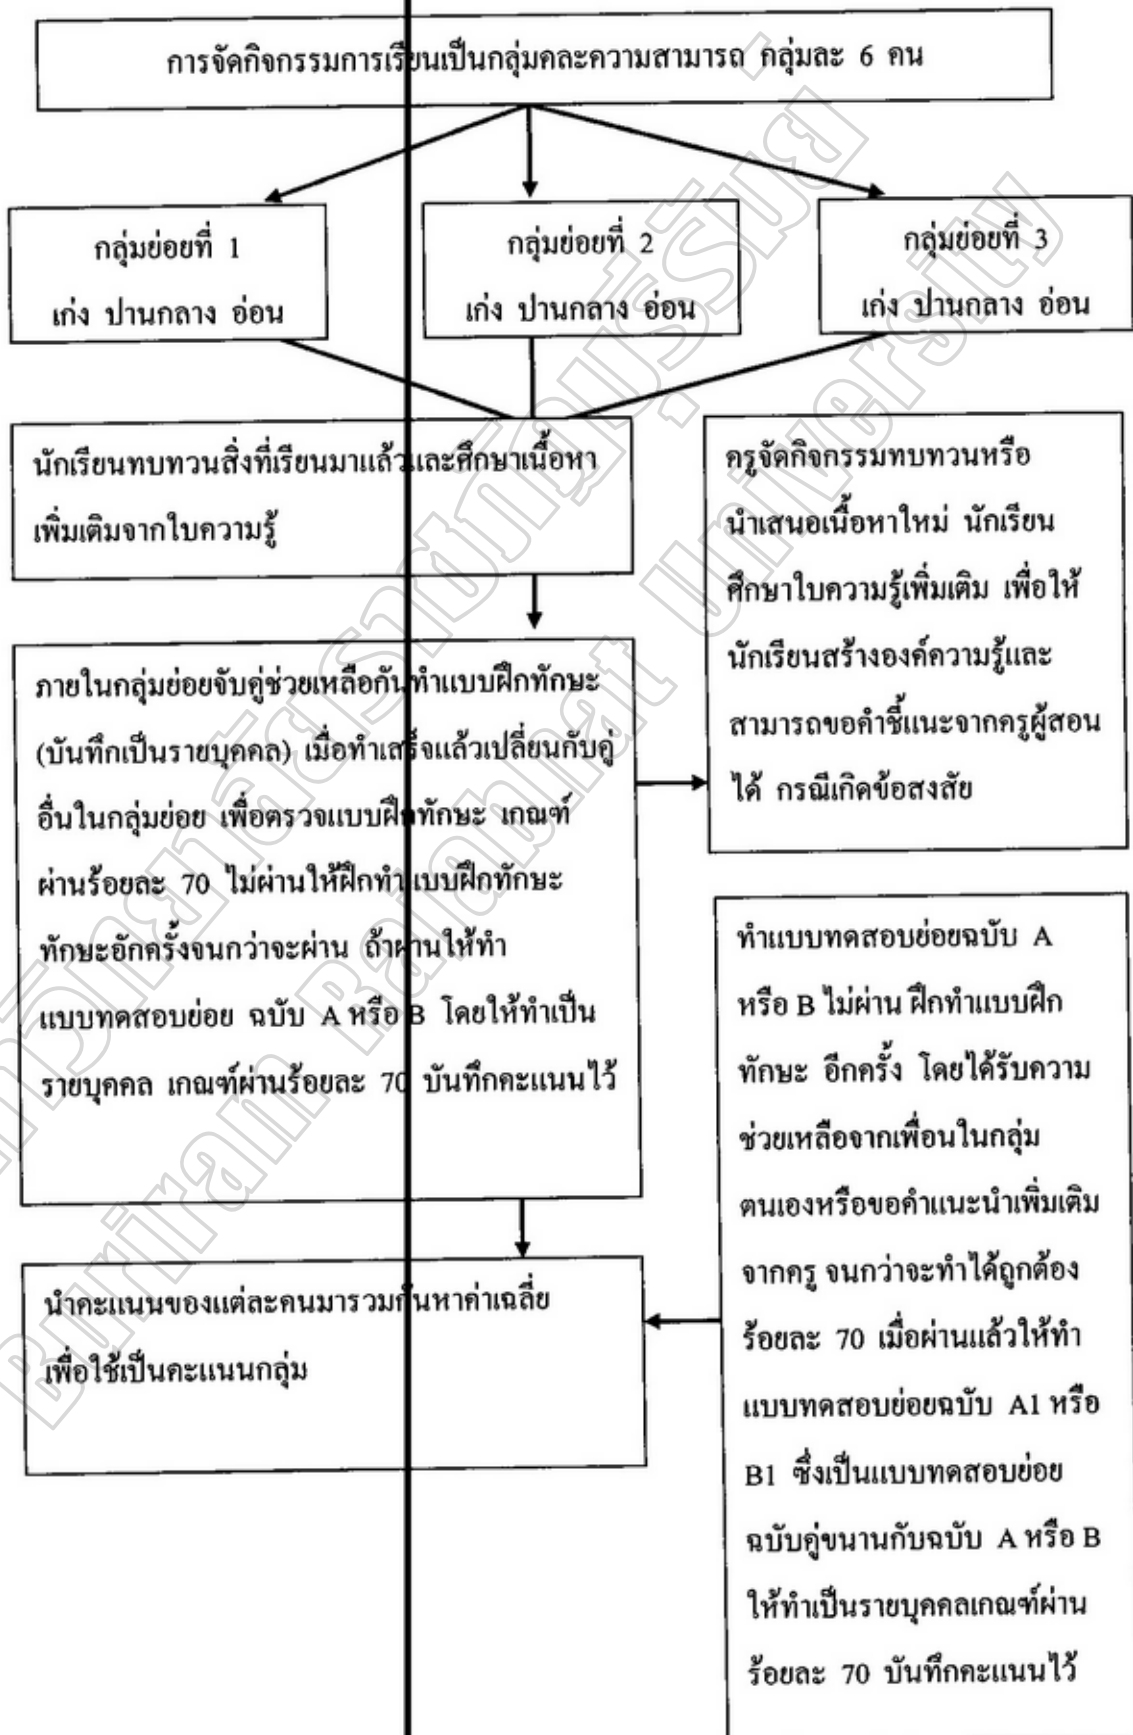 การจัดกิจกรรมการเรียนเป็นกลุ่มคละความสามารถ กลุ่มละ 6 คน
กลุ่มย่อยที่ 1
เก่ง ปานกลาง อ่อน
กลุ่มย่อยที่ 2
เก่ง ปานกลาง อ่อน
กลุ่มย่อยที่ 3
เก่ง ปานกลาง อ่อน
นักเรียนทบทวนสิ่งที่เรียนมาแล้วและศึกษาเนื้อหา
เพิ่มเติมจากใบความรู้
ครูจัดกิจกรรมทบทวนหรือ
นำเสนอเนื้อหาใหม่ นักเรียน
ศึกษาใบความรู้เพิ่มเติม เพื่อให้
นักเรียนสร้างองค์ความรู้และ
สามารถขอคำชี้แนะจากครูผู้สอน
ได้ กรณีเกิดข้อสงสัย
ภายในกลุ่มย่อยจับคู่ช่วยเหลือกันทำแบบฝึกทักษะ
(บันทึกเป็นรายบุคคล) เมื่อทำเสร็จแล้วเปลี่ยนกับคู่
อื่นในกลุ่มย่อย เพื่อตรวจแบบฝึกทักษะ เกณฑ์
ผ่านร้อยละ 70 ไม่ผ่านให้ฝึกทำแบบฝึกทักษะ
ทักษะอักครั้งจนกว่าจะผ่าน ถ้าผ่านให้ทำ
แบบทดสอบย่อย ฉบับ A หรือ B โดยให้ทำเป็น
รายบุคคล เกณฑ์ผ่านร้อยละ 70 บันทึกคะแนนไว้
ทำแบบทดสอบย่อยฉบับ A
หรือ B ไม่ผ่าน ฝึกทำแบบฝึก
ทักษะ อีกครั้ง โดยได้รับความ
ช่วยเหลือจากเพื่อนในกลุ่ม
ตนเองหรือขอคำแนะนำเพิ่มเติม
จากครู จนกว่าจะทำได้ถูกต้อง
ร้อยละ 70 เมื่อผ่านแล้วให้ทำ
แบบทดสอบย่อยฉบับ A1 หรือ
B1 ซึ่งเป็นแบบทดสอบย่อย
ฉบับคู่ขนานกับฉบับ A หรือ B
ให้ทำเป็นรายบุคคลเกณฑ์ผ่าน
ร้อยละ 70 บันทึกคะแนนไว้
นำคะแนนของแต่ละคนมารวมกันหาค่าเฉลี่ย
เพื่อใช้เป็นคะแนนกลุ่ม
Buriram Rajabhat University